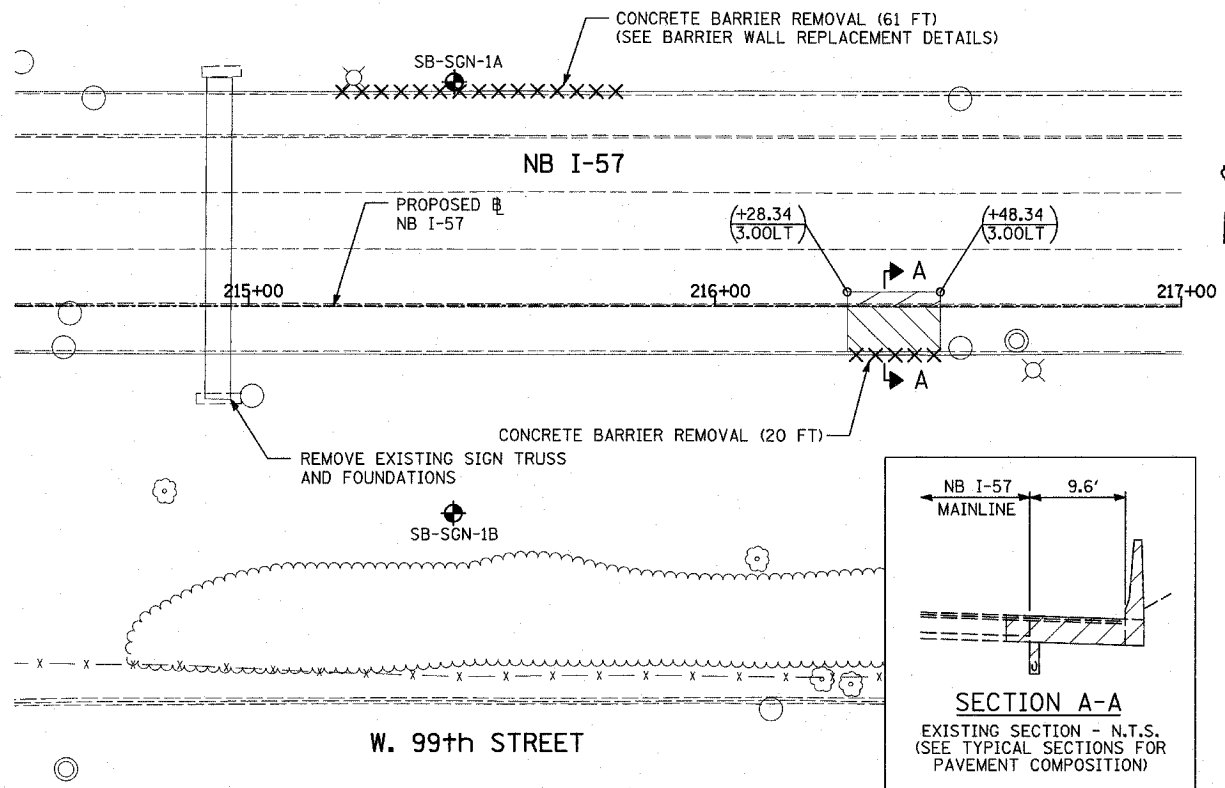 CONCRETE BARRIER REMOVAL (61 FT)
(SEE BARRIER WALL REPLACEMENT DETAILS)
SB-SGN-1A
NB I-57
PROPOSED ℄
NB I-57
(+28.34)
(3.00LT)
(+48.34)
(3.00LT)
A
215+00
216+00
217+00
A
CONCRETE BARRIER REMOVAL (20 FT)
REMOVE EXISTING SIGN TRUSS
AND FOUNDATIONS
SB-SGN-1B
NB I-57
MAINLINE
9.6'
SECTION A-A
EXISTING SECTION - N.T.S.
(SEE TYPICAL SECTIONS FOR
PAVEMENT COMPOSITION)
W. 99th STREET